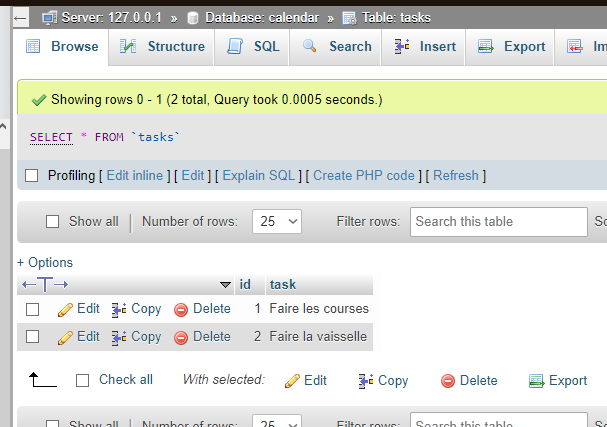 Server: 127.0.0.1 » Database: calendar » Table: tasks
Browse Structure SQL Search Insert Export
Showing rows 0 - 1 (2 total, Query took 0.0005 seconds.)
SELECT * FROM `tasks`
Profiling [ Edit inline ] [ Edit ] [ Explain SQL ] [ Create PHP code ] [ Refresh ]
Show all Number of rows: 25 Filter rows: Search this table
+ Options
id task
Edit Copy Delete 1 Faire les courses
Edit Copy Delete 2 Faire la vaisselle
Check all With selected: Edit Copy Delete Export
Show all Number of rows: 25 Filter rows: Search this table